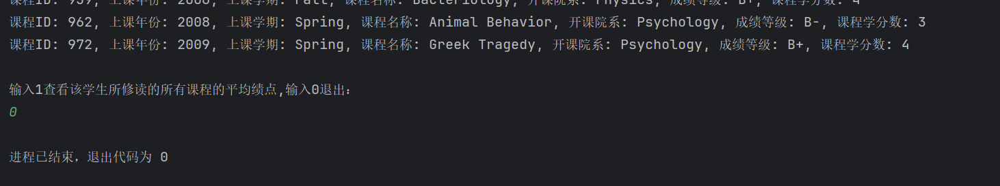 课程ID: 959, 上课年份: 2006, 上课学期: Fall, 课程名称: Bacteriology, 开课院系: Physics, 成绩等级: B+, 课程学分数: 4
课程ID: 962, 上课年份: 2008, 上课学期: Spring, 课程名称: Animal Behavior, 开课院系: Psychology, 成绩等级: B-, 课程学分数: 3
课程ID: 972, 上课年份: 2009, 上课学期: Spring, 课程名称: Greek Tragedy, 开课院系: Psychology, 成绩等级: B+, 课程学分数: 4
输入1查看该学生所修读的所有课程的平均绩点,输入0退出：
0
进程已结束，退出代码为 0